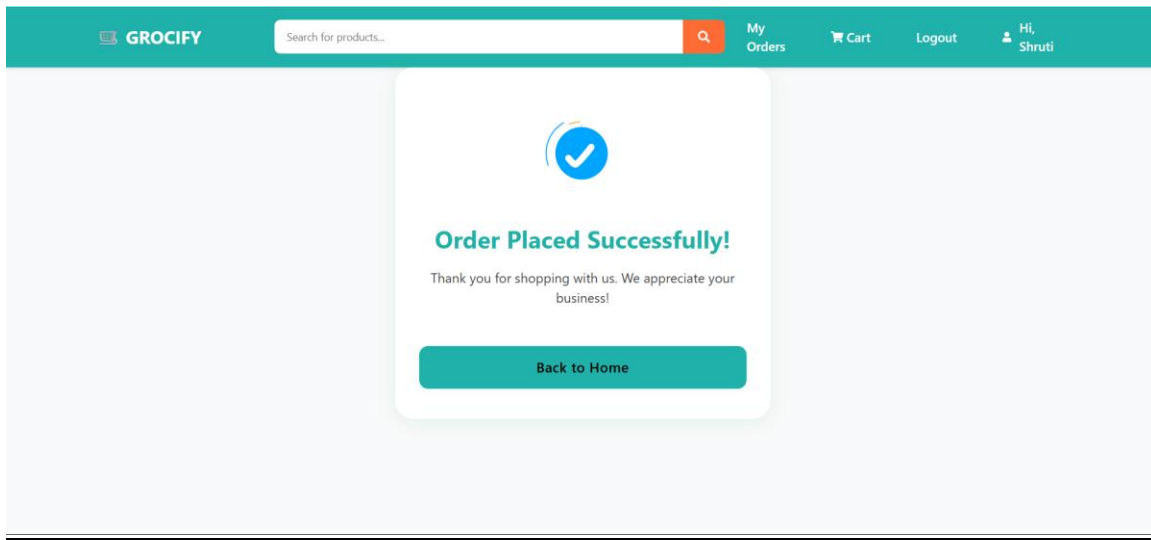 GROCIFY
Search for products...
My
Orders
Cart
Logout
Hi,
Shruti
Order Placed Successfully!
Thank you for shopping with us. We appreciate your
business!
Back to Home